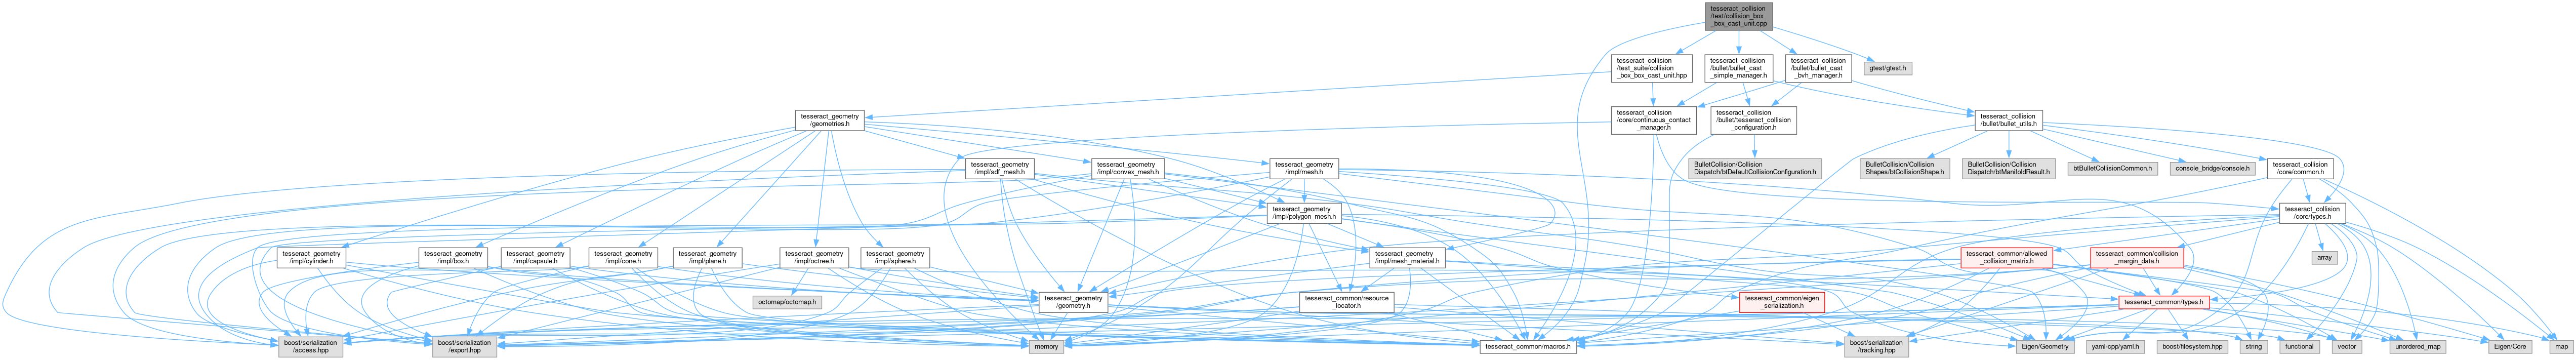 tesseract_collision
/test/collision_box
_box_cast_unit.cpp
tesseract_collision
/test_suite/collision
_box_box_cast_unit.hpp
tesseract_collision
/bullet/bullet_cast
_simple_manager.h
tesseract_collision
/bullet/bullet_cast
_bvh_manager.h
gtest/gtest.h
tesseract_geometry
/geometries.h
tesseract_collision
/core/continuous_contact
_manager.h
tesseract_collision
/bullet/tesseract_collision
_configuration.h
tesseract_collision
/bullet/bullet_utils.h
tesseract_geometry
/impl/sdf_mesh.h
tesseract_geometry
/impl/convex_mesh.h
tesseract_geometry
/impl/mesh.h
BulletCollision/Collision
Dispatch/btDefaultCollisionConfiguration.h
BulletCollision/Collision
Shapes/btCollisionShape.h
BulletCollision/Collision
Dispatch/btManifoldResult.h
btBulletCollisionCommon.h
console_bridge/console.h
tesseract_collision
/core/common.h
tesseract_geometry
/impl/polygon_mesh.h
tesseract_collision
/core/types.h
tesseract_geometry
/impl/cylinder.h
tesseract_geometry
/impl/box.h
tesseract_geometry
/impl/capsule.h
tesseract_geometry
/impl/cone.h
tesseract_geometry
/impl/plane.h
tesseract_geometry
/impl/octree.h
tesseract_geometry
/impl/sphere.h
tesseract_geometry
/impl/mesh_material.h
tesseract_common/allowed
_collision_matrix.h
tesseract_common/collision
_margin_data.h
array
octomap/octomap.h
tesseract_geometry
/geometry.h
tesseract_common/resource
_locator.h
tesseract_common/eigen
_serialization.h
tesseract_common/types.h
boost/serialization
/access.hpp
boost/serialization
/export.hpp
memory
tesseract_common/macros.h
boost/serialization
/tracking.hpp
Eigen/Geometry
yaml-cpp/yaml.h
boost/filesystem.hpp
string
functional
vector
unordered_map
Eigen/Core
map